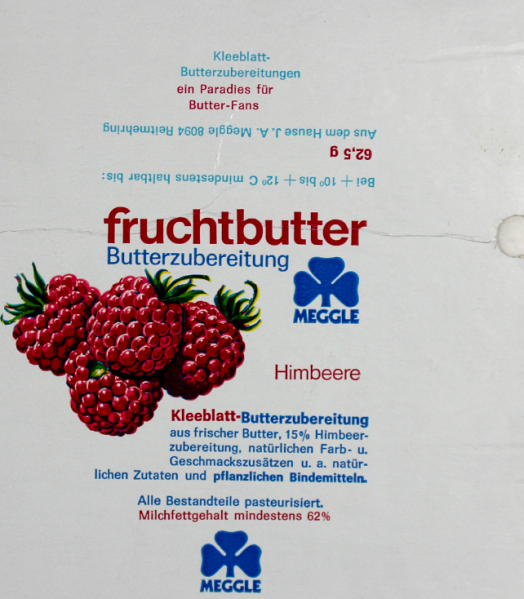 Kleeblatt-
Butterzubereitungen
ein Paradies für
Butter-Fans
Aus dem Hause J. A. Meggle 8094 Reitmehring
62,5 g
Bei + 10° bis + 12° C mindestens haltbar bis:
fruchtbutter
Butterzubereitung
MEGGLE
Himbeere
Kleeblatt-Butterzubereitung
aus frischer Butter, 15% Himbeer-
zubereitung, natürlichen Farb- u.
Geschmackszusätzen u. a. natür-
lichen Zutaten und pflanzlichen Bindemitteln.
Alle Bestandteile pasteurisiert.
Milchfettgehalt mindestens 62%
MEGGLE